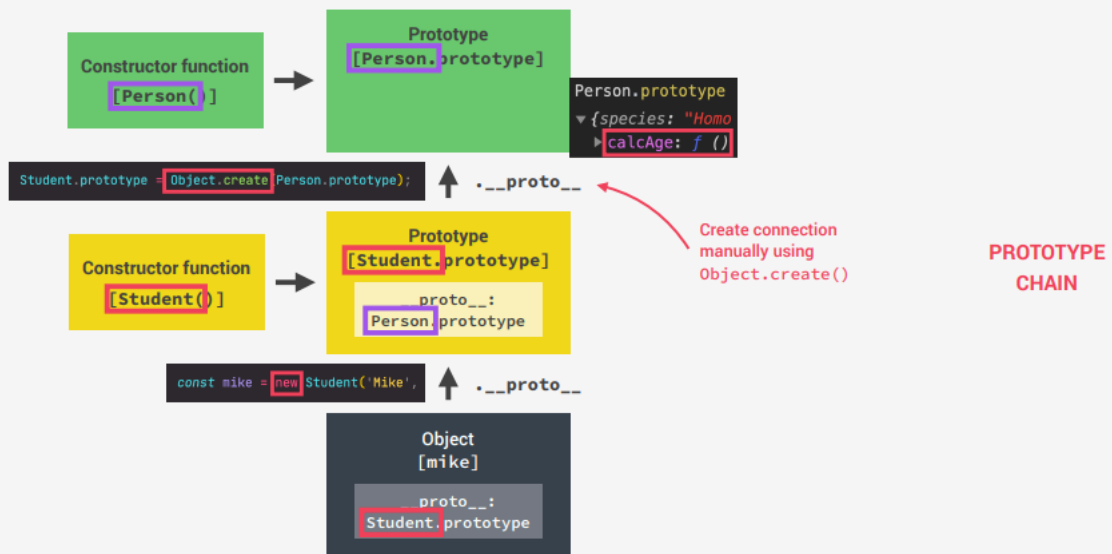 Prototype
[Person.prototype]
Constructor function
[Person()]
Person.prototype
▼{species: "Homo
▶calcAge: ƒ ()
Student.prototype = Object.create(Person.prototype);
.__proto__
Create connection
manually using
Object.create()
PROTOTYPE
CHAIN
Prototype
[Student.prototype]
Constructor function
[Student()]
__proto__:
Person.prototype
const mike = new Student('Mike',
.__proto__
Object
[mike]
__proto__:
Student.prototype